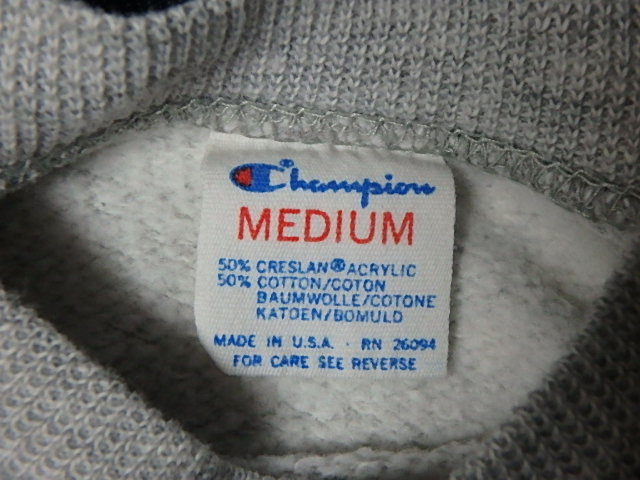 Champion®
MEDIUM
50% CRESLAN® ACRYLIC
50% COTTON/COTON
BAUMWOLLE/COTONE
KATOEN/BOMULD
MADE IN U.S.A. · RN 26094
FOR CARE SEE REVERSE